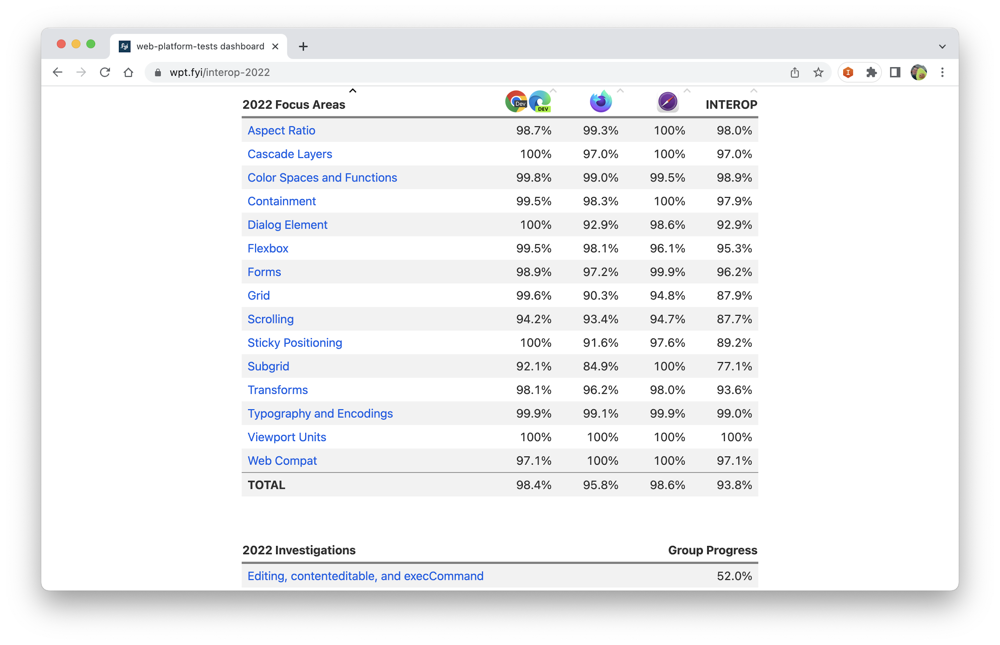 fyi web-platform-tests dashboard
wpt.fyi/interop-2022
2022 Focus Areas Dev DEV INTEROP
Aspect Ratio 98.7% 99.3% 100% 98.0%
Cascade Layers 100% 97.0% 100% 97.0%
Color Spaces and Functions 99.8% 99.0% 99.5% 98.9%
Containment 99.5% 98.3% 100% 97.9%
Dialog Element 100% 92.9% 98.6% 92.9%
Flexbox 99.5% 98.1% 96.1% 95.3%
Forms 98.9% 97.2% 99.9% 96.2%
Grid 99.6% 90.3% 94.8% 87.9%
Scrolling 94.2% 93.4% 94.7% 87.7%
Sticky Positioning 100% 91.6% 97.6% 89.2%
Subgrid 92.1% 84.9% 100% 77.1%
Transforms 98.1% 96.2% 98.0% 93.6%
Typography and Encodings 99.9% 99.1% 99.9% 99.0%
Viewport Units 100% 100% 100% 100%
Web Compat 97.1% 100% 100% 97.1%
TOTAL 98.4% 95.8% 98.6% 93.8%
2022 Investigations Group Progress
Editing, contenteditable, and execCommand 52.0%